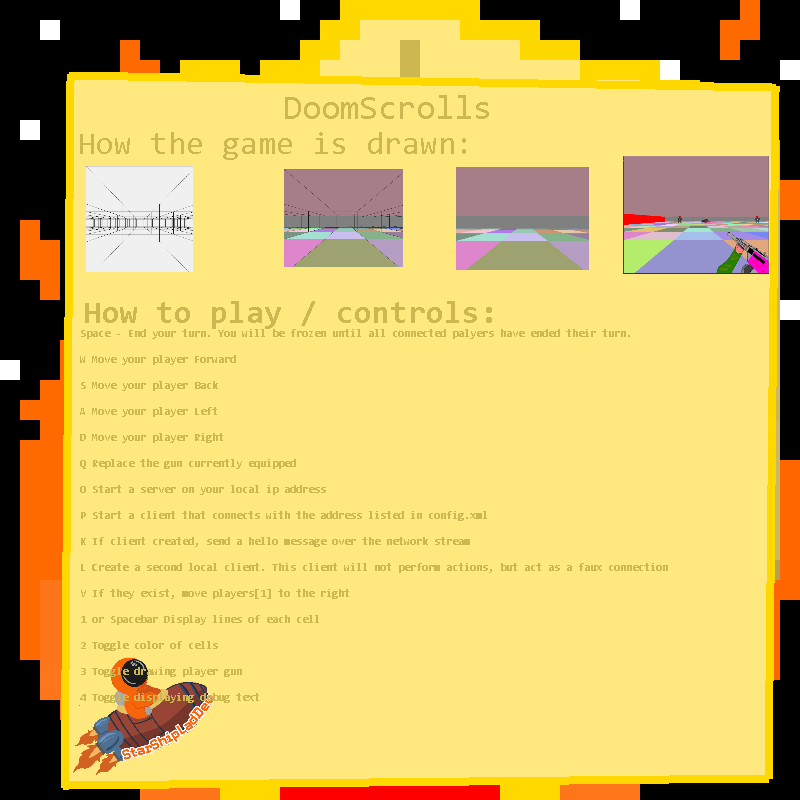 DoomScrolls
How the game is drawn:
How to play / controls:
Space - End your turn. You will be frozen until all connected palyers have ended their turn.
W Move your player Forward
S Move your player Back
A Move your player Left
D Move your player Right
Q Replace the gun currently equipped
O Start a server on your local ip address
P Start a client that connects with the address listed in config.xml
K If client created, send a hello message over the network stream
L Create a second local client. This client will not perform actions, but act as a faux connection
V If they exist, move players[1] to the right
1 or Spacebar Display lines of each cell
2 Toggle color of cells
3 Toggle drawing player gun
4 Toggle displaying debug text